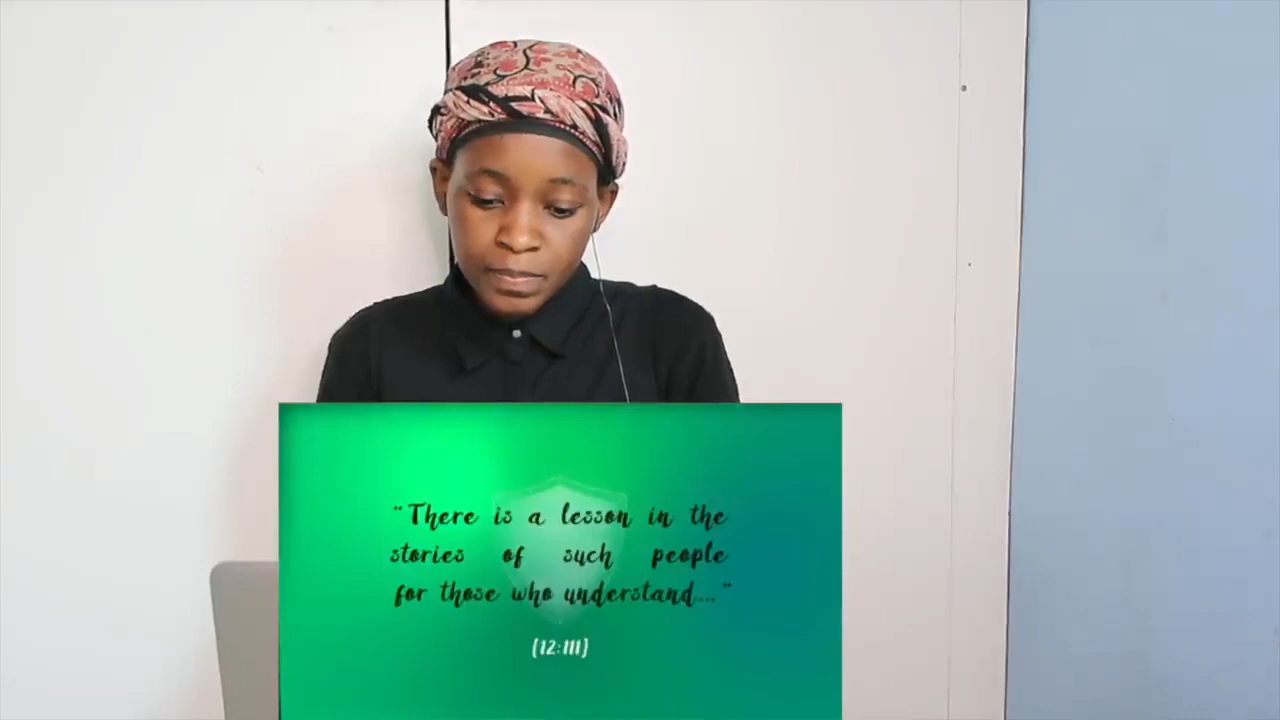 “There is a lesson in the
stories of such people
for those who understand...”
(12:111)